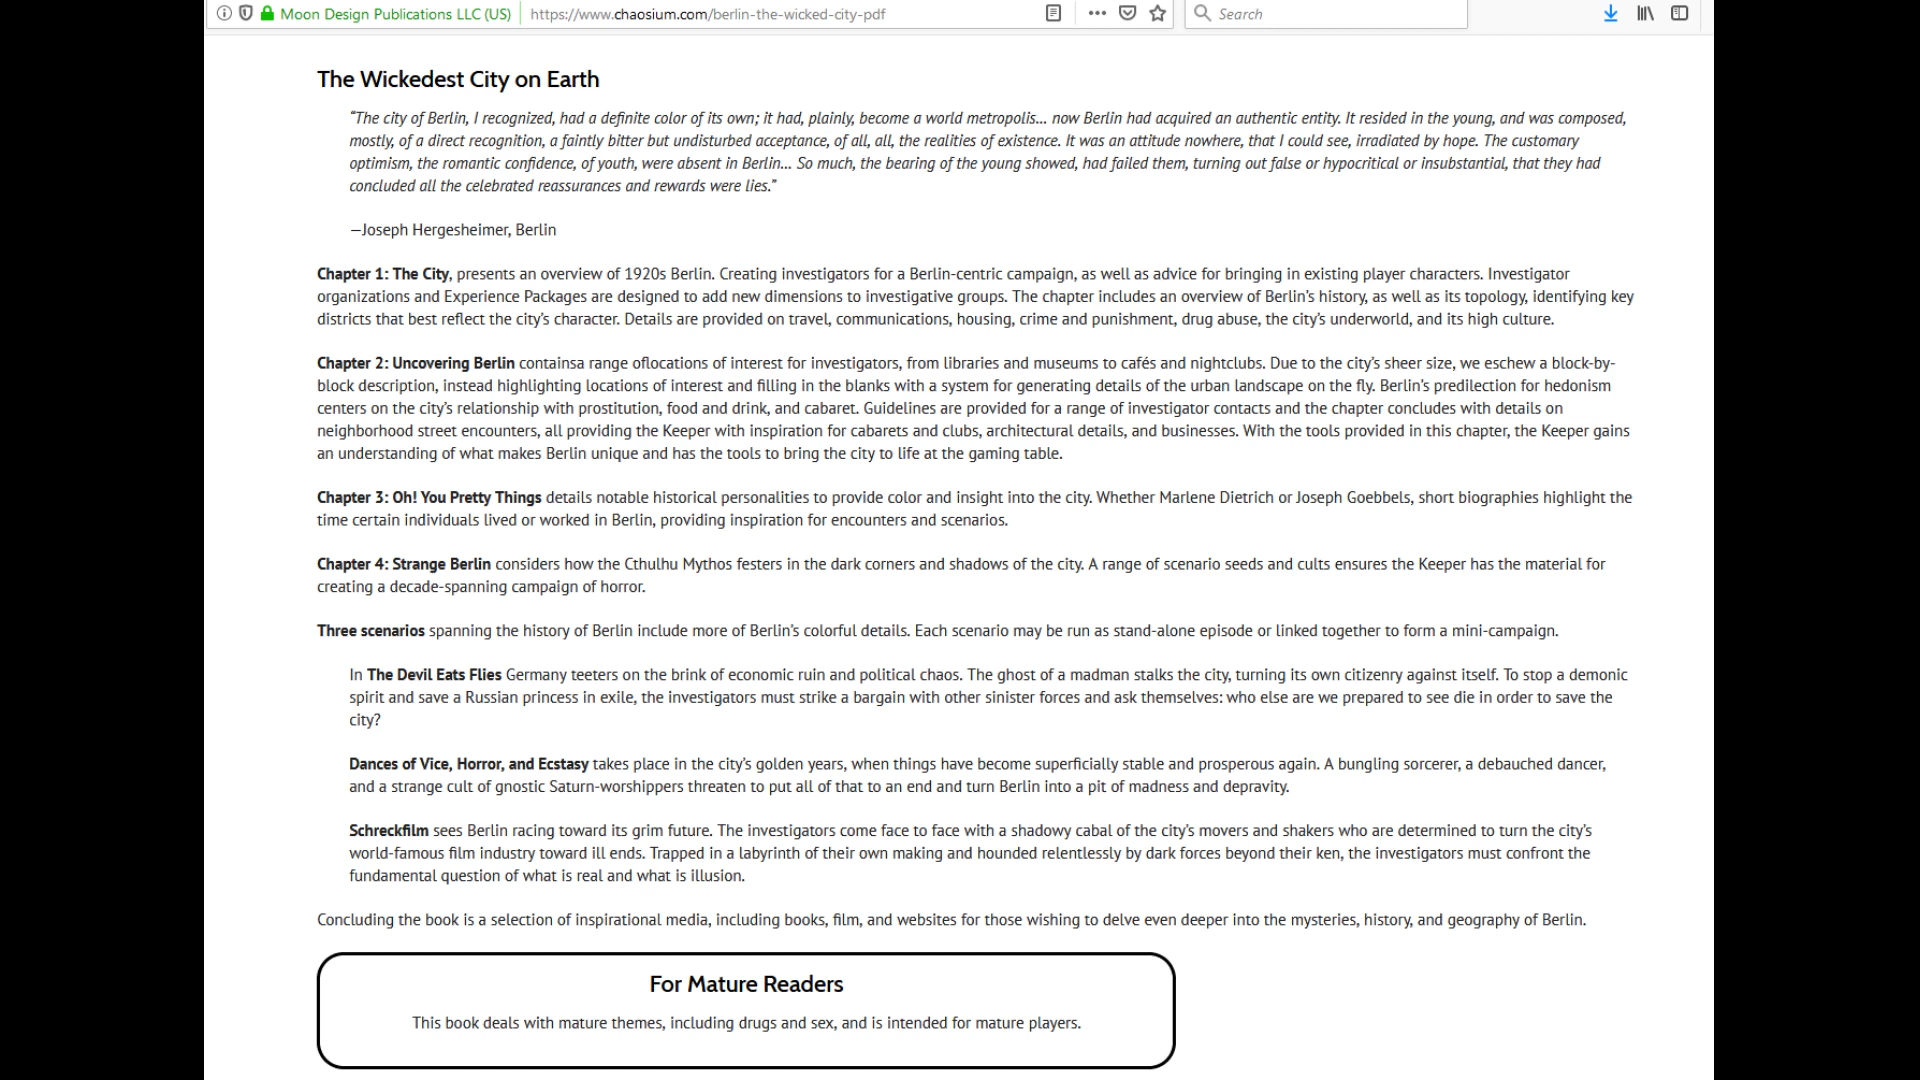 Moon Design Publications LLC (US) https://www.chaosium.com/berlin-the-wicked-city-pdf Search
The Wickedest City on Earth
“The city of Berlin, I recognized, had a definite color of its own; it had, plainly, become a world metropolis... now Berlin had acquired an authentic entity. It resided in the young, and was composed,
mostly, of a direct recognition, a faintly bitter but undisturbed acceptance, of all, all, the realities of existence. It was an attitude nowhere, that I could see, irradiated by hope. The customary
optimism, the romantic confidence, of youth, were absent in Berlin... So much, the bearing of the young showed, had failed them, turning out false or hypocritical or insubstantial, that they had
concluded all the celebrated reassurances and rewards were lies.”
—Joseph Hergesheimer, Berlin
Chapter 1: The City, presents an overview of 1920s Berlin. Creating investigators for a Berlin-centric campaign, as well as advice for bringing in existing player characters. Investigator
organizations and Experience Packages are designed to add new dimensions to investigative groups. The chapter includes an overview of Berlin’s history, as well as its topology, identifying key
districts that best reflect the city’s character. Details are provided on travel, communications, housing, crime and punishment, drug abuse, the city’s underworld, and its high culture.
Chapter 2: Uncovering Berlin containsa range oflocations of interest for investigators, from libraries and museums to cafés and nightclubs. Due to the city’s sheer size, we eschew a block-by-
block description, instead highlighting locations of interest and filling in the blanks with a system for generating details of the urban landscape on the fly. Berlin’s predilection for hedonism
centers on the city’s relationship with prostitution, food and drink, and cabaret. Guidelines are provided for a range of investigator contacts and the chapter concludes with details on
neighborhood street encounters, all providing the Keeper with inspiration for cabarets and clubs, architectural details, and businesses. With the tools provided in this chapter, the Keeper gains
an understanding of what makes Berlin unique and has the tools to bring the city to life at the gaming table.
Chapter 3: Oh! You Pretty Things details notable historical personalities to provide color and insight into the city. Whether Marlene Dietrich or Joseph Goebbels, short biographies highlight the
time certain individuals lived or worked in Berlin, providing inspiration for encounters and scenarios.
Chapter 4: Strange Berlin considers how the Cthulhu Mythos festers in the dark corners and shadows of the city. A range of scenario seeds and cults ensures the Keeper has the material for
creating a decade-spanning campaign of horror.
Three scenarios spanning the history of Berlin include more of Berlin’s colorful details. Each scenario may be run as stand-alone episode or linked together to form a mini-campaign.
In The Devil Eats Flies Germany teeters on the brink of economic ruin and political chaos. The ghost of a madman stalks the city, turning its own citizenry against itself. To stop a demonic
spirit and save a Russian princess in exile, the investigators must strike a bargain with other sinister forces and ask themselves: who else are we prepared to see die in order to save the
city?
Dances of Vice, Horror, and Ecstasy takes place in the city’s golden years, when things have become superficially stable and prosperous again. A bungling sorcerer, a debauched dancer,
and a strange cult of gnostic Saturn-worshippers threaten to put all of that to an end and turn Berlin into a pit of madness and depravity.
Schreckfilm sees Berlin racing toward its grim future. The investigators come face to face with a shadowy cabal of the city’s movers and shakers who are determined to turn the city’s
world-famous film industry toward ill ends. Trapped in a labyrinth of their own making and hounded relentlessly by dark forces beyond their ken, the investigators must confront the
fundamental question of what is real and what is illusion.
Concluding the book is a selection of inspirational media, including books, film, and websites for those wishing to delve even deeper into the mysteries, history, and geography of Berlin.
For Mature Readers
This book deals with mature themes, including drugs and sex, and is intended for mature players.